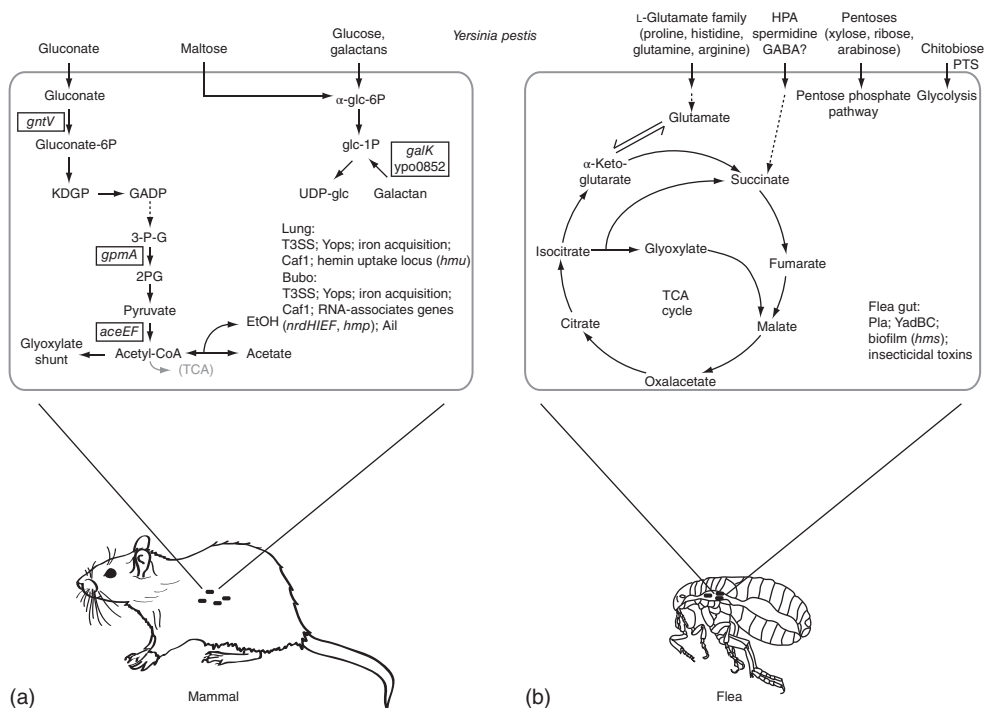 Gluconate
Maltose
Glucose,
galactans
Yersinia pestis
Gluconate
α-glc-6P
gntV
Gluconate-6P
glc-1P
galK
ypo0852
KDGP
GADP
UDP-glc
Galactan
3-P-G
gpmA
2PG
Pyruvate
aceEF
Glyoxylate
shunt
Acetyl-CoA
(TCA)
EtOH
Acetate
Lung:
T3SS; Yops; iron acquisition;
Caf1; hemin uptake locus (hmu)
Bubo:
T3SS; Yops; iron acquisition;
Caf1; RNA-associates genes
(nrdHIEF, hmp); Ail
L-Glutamate family
(proline, histidine,
glutamine, arginine)
HPA
spermidine
GABA?
Pentoses
(xylose, ribose,
arabinose)
Chitobiose
PTS
Glutamate
Pentose phosphate
pathway
Glycolysis
α-Keto-
glutarate
Succinate
Isocitrate
Glyoxylate
Fumarate
TCA
cycle
Citrate
Malate
Oxalacetate
Flea gut:
Pla; YadBC;
biofilm (hms);
insecticidal toxins
(a)
Mammal
(b)
Flea